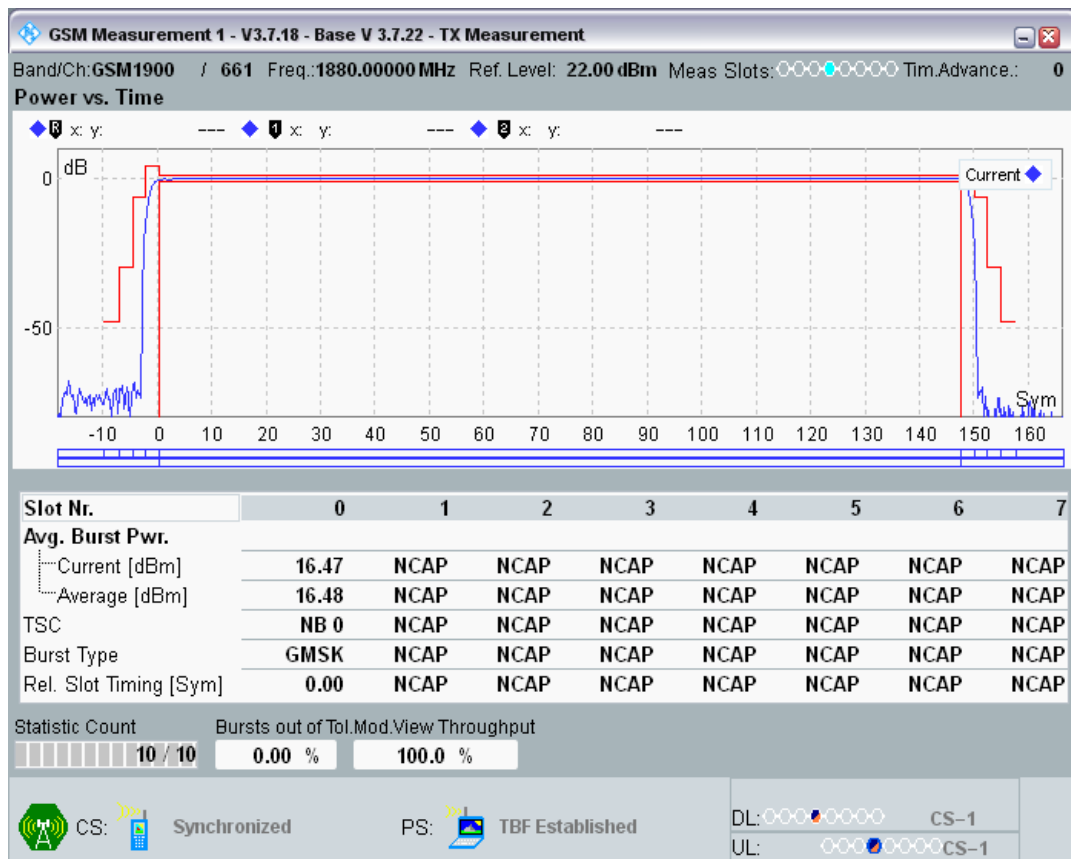 GSM Measurement 1 - V3.7.18 - Base V 3.7.22 - TX Measurement
Band/Ch:GSM1900 / 661 Freq.:1880.00000 MHz Ref. Level: 22.00 dBm Meas Slots: Tim.Advance.: 0
Power vs. Time
R x: y: --- 1 x: y: --- 2 x: y: ---
dB
0
Current
-50
Sym
-10 0 10 20 30 40 50 60 70 80 90 100 110 120 130 140 150 160
Slot Nr. 0 1 2 3 4 5 6 7
Avg. Burst Pwr.
Current [dBm] 16.47 NCAP NCAP NCAP NCAP NCAP NCAP NCAP
Average [dBm] 16.48 NCAP NCAP NCAP NCAP NCAP NCAP NCAP
TSC NB 0 NCAP NCAP NCAP NCAP NCAP NCAP NCAP
Burst Type GMSK NCAP NCAP NCAP NCAP NCAP NCAP NCAP
Rel. Slot Timing [Sym] 0.00 NCAP NCAP NCAP NCAP NCAP NCAP NCAP
Statistic Count Bursts out of Tol.Mod.View Throughput
10 / 10 0.00 % 100.0 %
CS: Synchronized PS: TBF Established
DL: CS-1
UL: CS-1